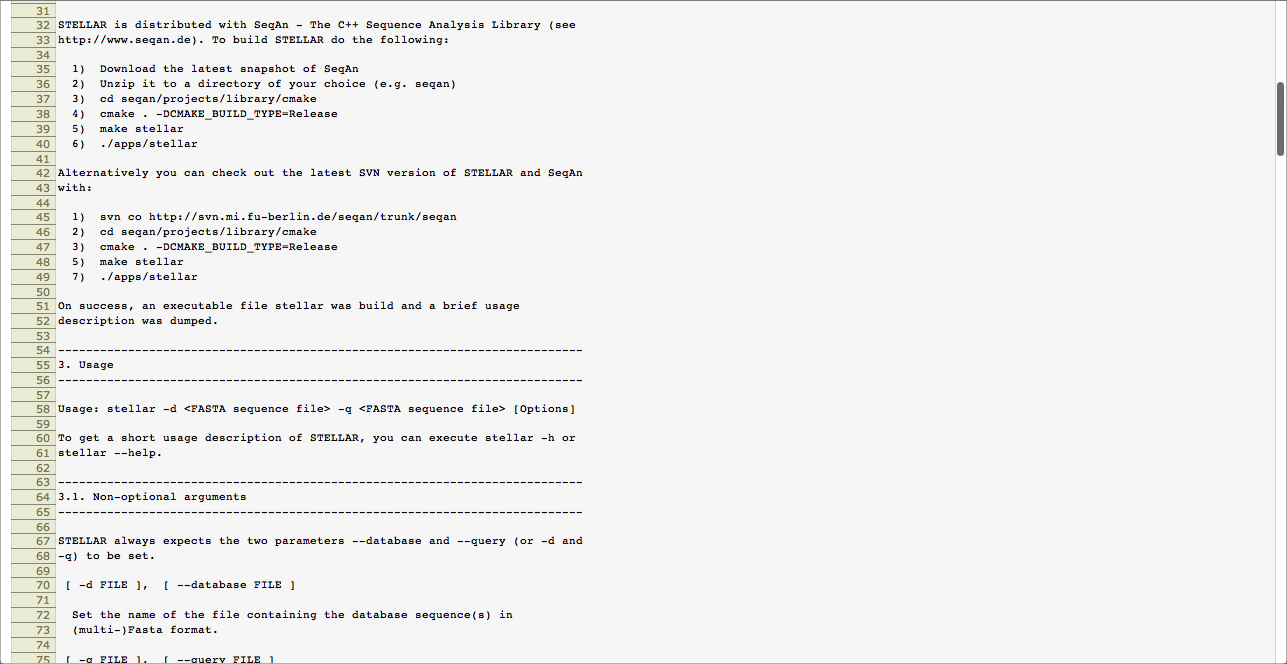 31
32 STELLAR is distributed with SeqAn - The C++ Sequence Analysis Library (see
33 http://www.seqan.de). To build STELLAR do the following:
34
35   1)  Download the latest snapshot of SeqAn
36   2)  Unzip it to a directory of your choice (e.g. seqan)
37   3)  cd seqan/projects/library/cmake
38   4)  cmake . -DCMAKE_BUILD_TYPE=Release
39   5)  make stellar
40   6)  ./apps/stellar
41
42 Alternatively you can check out the latest SVN version of STELLAR and SeqAn
43 with:
44
45   1)  svn co http://svn.mi.fu-berlin.de/seqan/trunk/seqan
46   2)  cd seqan/projects/library/cmake
47   3)  cmake . -DCMAKE_BUILD_TYPE=Release
48   5)  make stellar
49   7)  ./apps/stellar
50
51 On success, an executable file stellar was build and a brief usage
52 description was dumped.
53
54 ---------------------------------------------------------------------------
55 3. Usage
56 ---------------------------------------------------------------------------
57
58 Usage: stellar -d <FASTA sequence file> -q <FASTA sequence file> [Options]
59
60 To get a short usage description of STELLAR, you can execute stellar -h or
61 stellar --help.
62
63 ---------------------------------------------------------------------------
64 3.1. Non-optional arguments
65 ---------------------------------------------------------------------------
66
67 STELLAR always expects the two parameters --database and --query (or -d and
68 -q) to be set.
69
70  [ -d FILE ],  [ --database FILE ]
71
72   Set the name of the file containing the database sequence(s) in
73   (multi-)Fasta format.
74
75  [ -q FILE ],  [ --query FILE ]